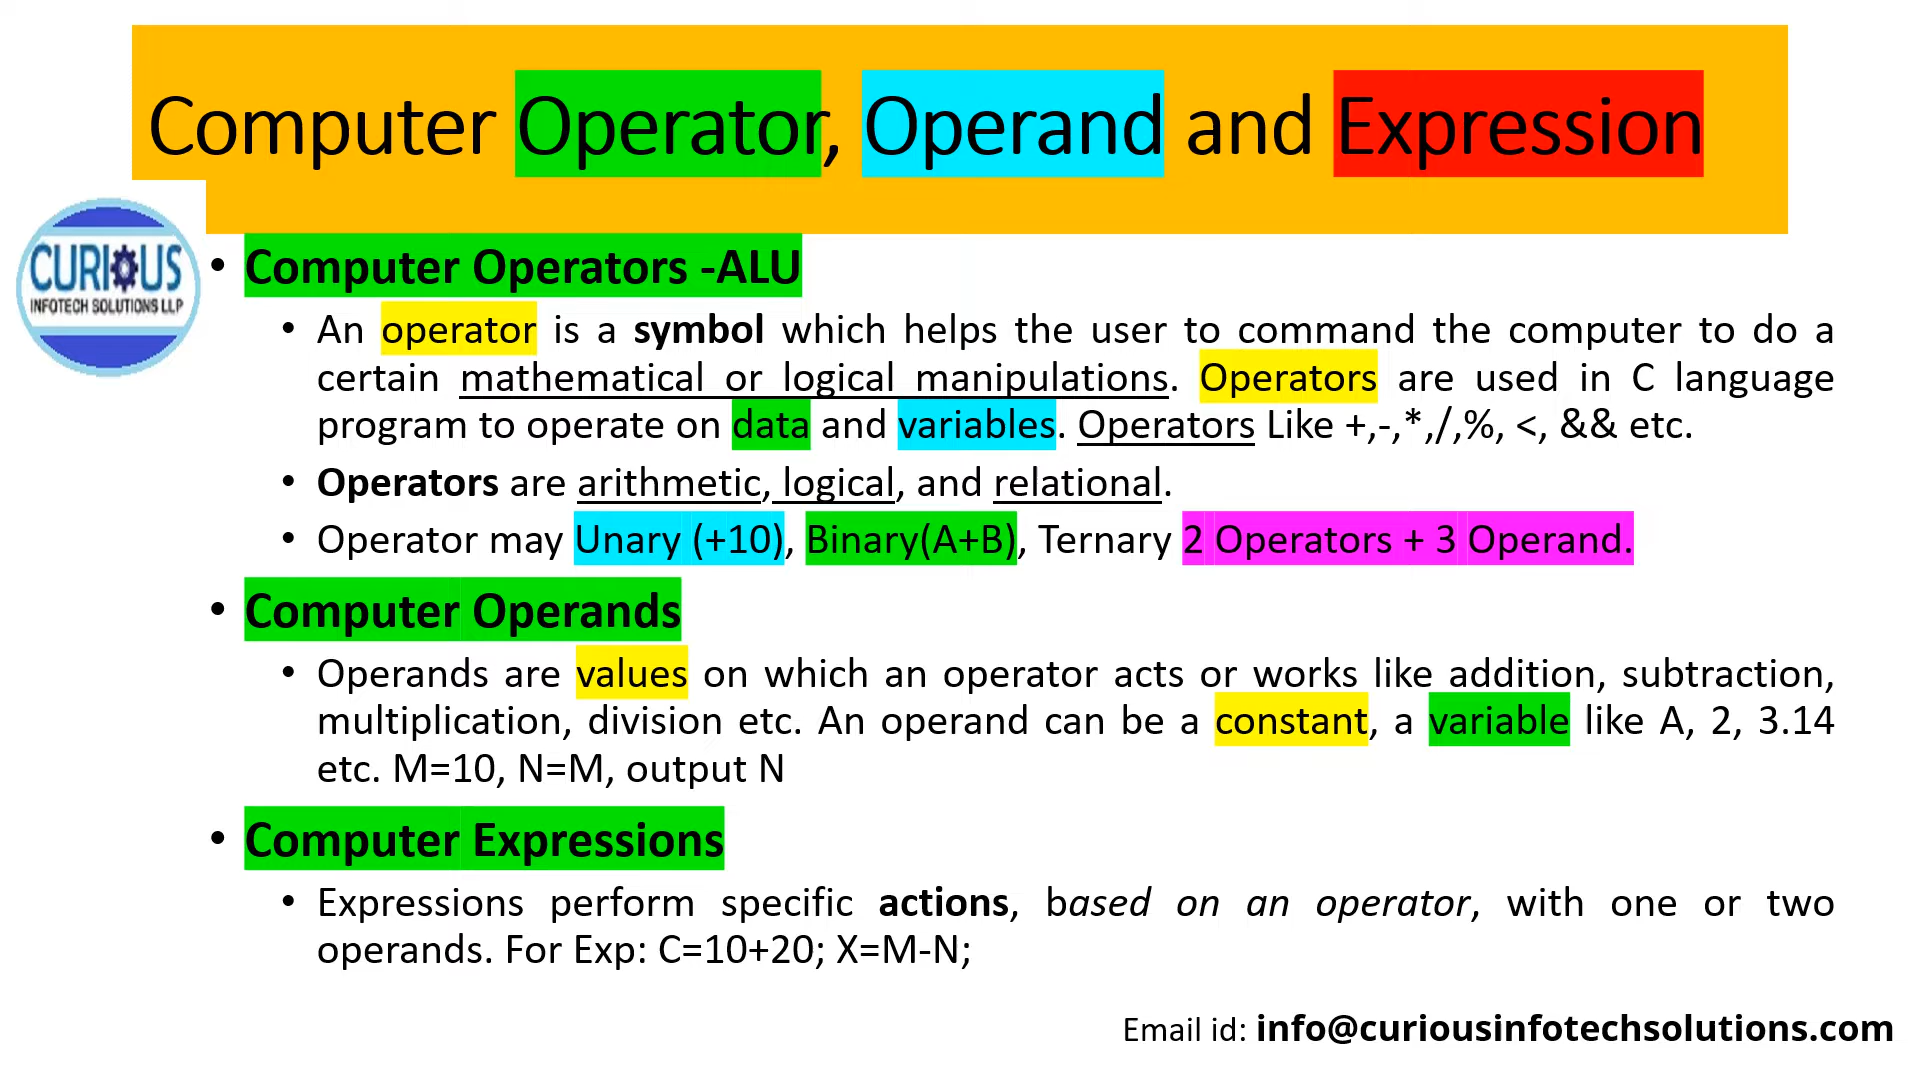 Computer Operator, Operand and Expression
CURIOUS
INFOTECH SOLUTIONS LLP
• Computer Operators -ALU
• An operator is a symbol which helps the user to command the computer to do a
certain mathematical or logical manipulations. Operators are used in C language
program to operate on data and variables. Operators Like +,-,*,/,%, <, && etc.
• Operators are arithmetic, logical, and relational.
• Operator may Unary (+10), Binary(A+B), Ternary 2 Operators + 3 Operand.
• Computer Operands
• Operands are values on which an operator acts or works like addition, subtraction,
multiplication, division etc. An operand can be a constant, a variable like A, 2, 3.14
etc. M=10, N=M, output N
• Computer Expressions
• Expressions perform specific actions, based on an operator, with one or two
operands. For Exp: C=10+20; X=M-N;
Email id: info@curiousinfotechsolutions.com